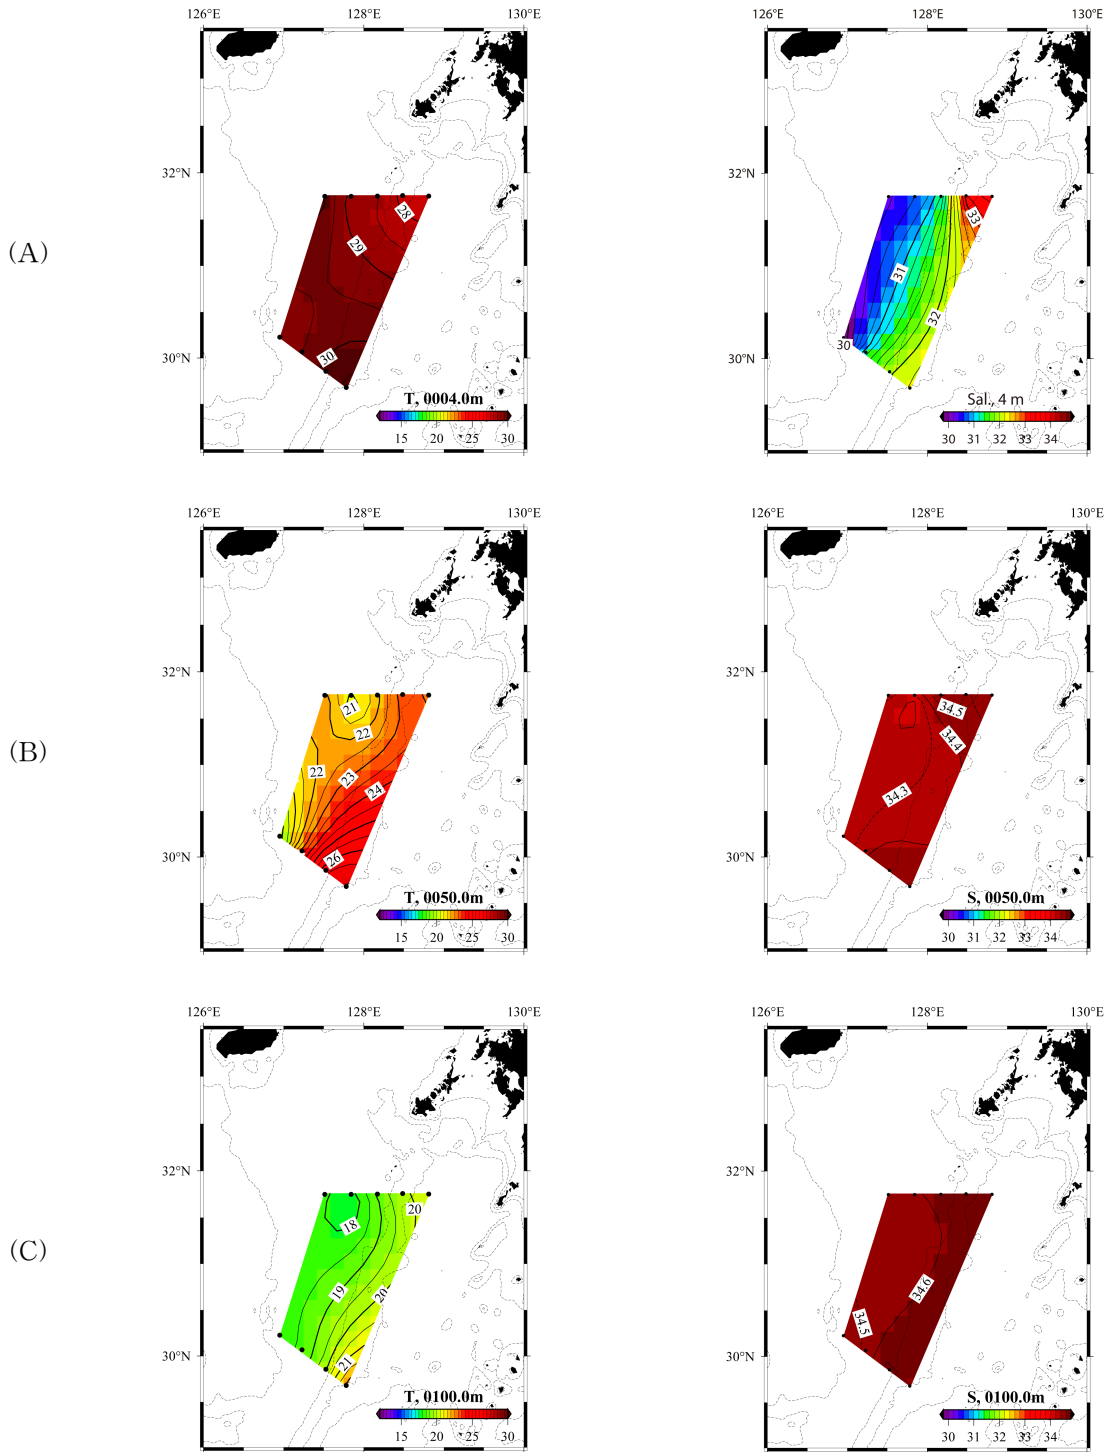 126°E 128°E 130°E 126°E 128°E 130°E
32°N 32°N
(A)
28 33
29 31
32
30°N 30 30°N 30
T, 0004.0m Sal., 4 m
15 20 25 30 30 31 32 33 34
126°E 128°E 130°E 126°E 128°E 130°E
32°N 32°N
(B)
21 34.5
22 34.4
22 23
24 34.3
30°N 26 30°N
T, 0050.0m S, 0050.0m
15 20 25 30 30 31 32 33 34
126°E 128°E 130°E 126°E 128°E 130°E
32°N 32°N
(C)
20
18
19 20 34.6
34.5
30°N 21 30°N
T, 0100.0m S, 0100.0m
15 20 25 30 30 31 32 33 34